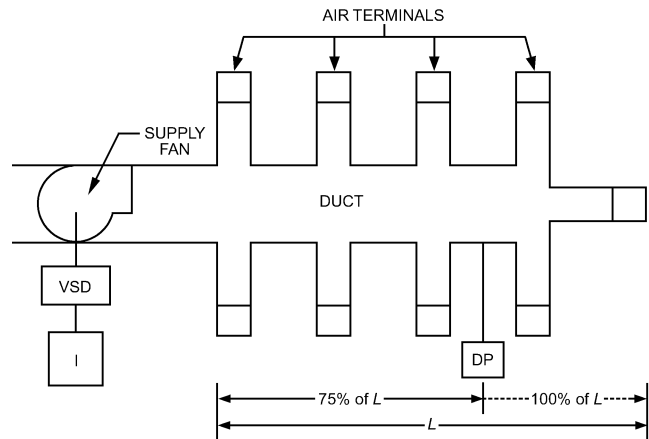 AIR TERMINALS
SUPPLY
FAN
DUCT
VSD
I
DP
75% of L
100% of L
L